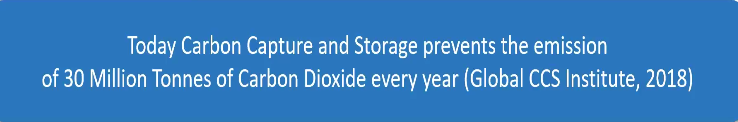 Today Carbon Capture and Storage prevents the emission
of 30 Million Tonnes of Carbon Dioxide every year (Global CCS Institute, 2018)